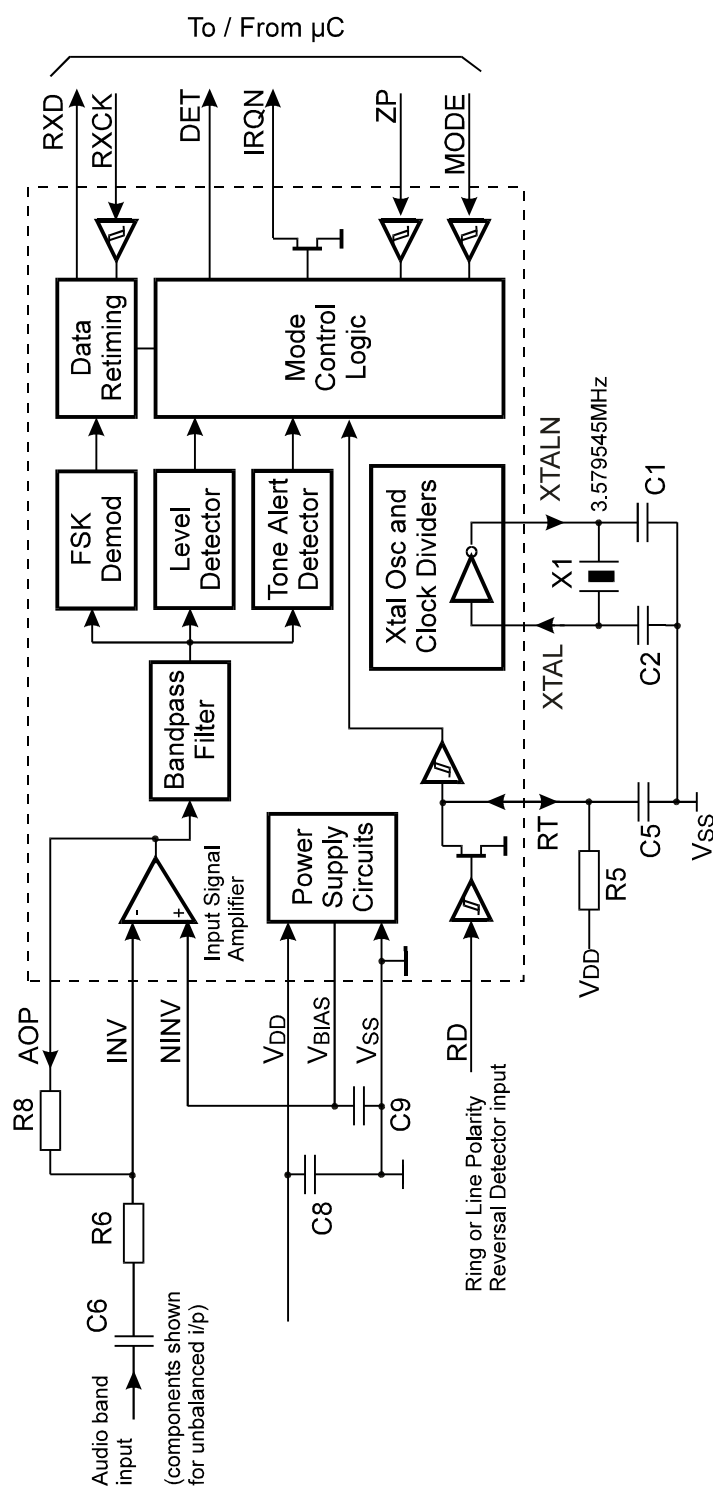 To / From µC
RXD
RXCK
DET
IRQN
ZP
MODE
Data
Retiming
Mode
Control
Logic
FSK
Demod
Level
Detector
Tone Alert
Detector
Xtal Osc and
Clock Dividers
XTALN
3.579545MHz
C1
X1
XTAL
C2
Bandpass
Filter
-
+
Input Signal
Amplifier
Power
Supply
Circuits
RT
C5
VSS
R5
VDD
AOP
INV
NINV
VDD
VBIAS
VSS
RD
R8
C9
C8
R6
C6
Ring or Line Polarity
Reversal Detector input
Audio band
input
(components shown
for unbalanced i/p)